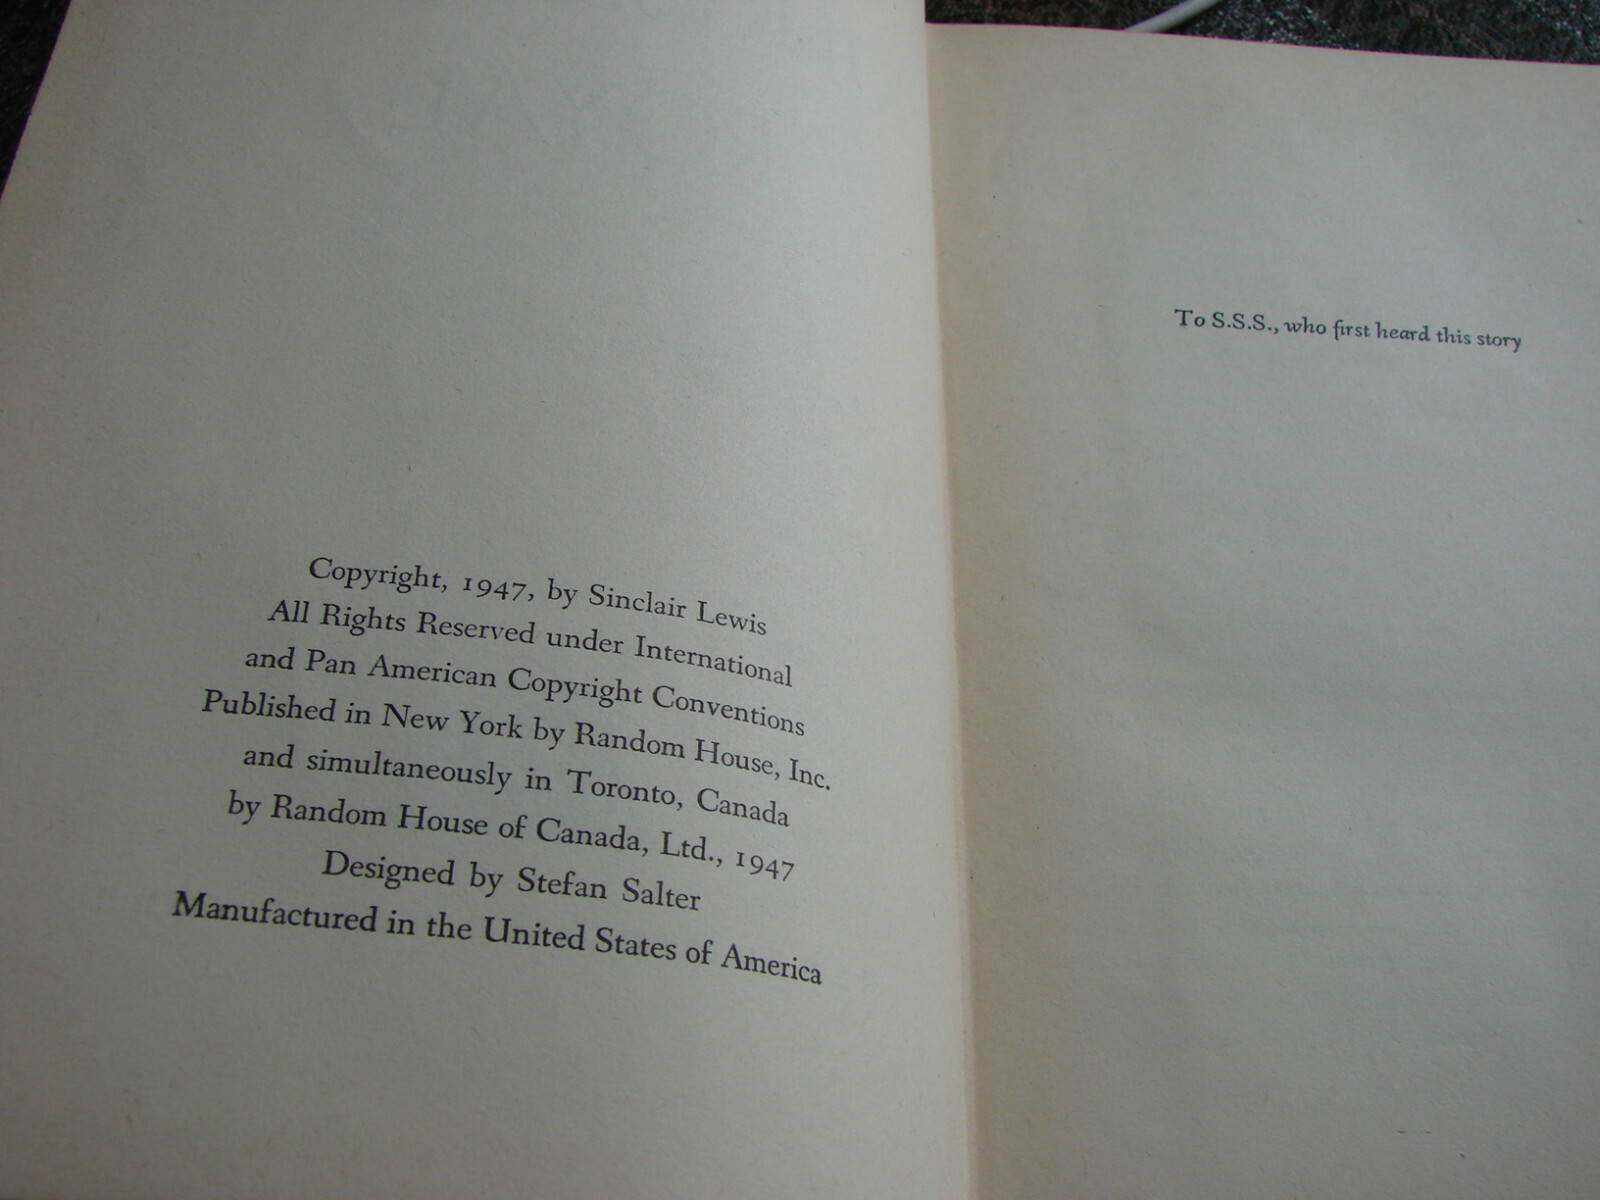 Copyright, 1947, by Sinclair Lewis
All Rights Reserved under International
and Pan American Copyright Conventions
Published in New York by Random House, Inc.
and simultaneously in Toronto, Canada
by Random House of Canada, Ltd., 1947
Designed by Stefan Salter
Manufactured in the United States of America
To S.S.S., who first heard this story